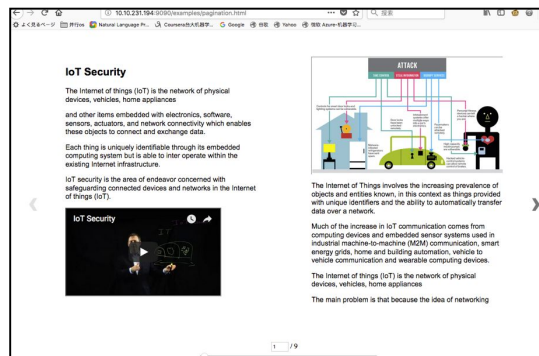 10.10.231.194:9090/examples/pagination.html
搜索
よく見るページ 并行os Natural Language Pr... Coursera台大机器学... Google 谷歌 Yahoo 微软 Azure-机器学习...
IoT Security
The Internet of things (IoT) is the network of physical
devices, vehicles, home appliances
and other items embedded with electronics, software,
sensors, actuators, and network connectivity which enables
these objects to connect and exchange data.
Each thing is uniquely identifiable through its embedded
computing system but is able to inter operate within the
existing Internet infrastructure.
IoT security is the area of endeavor concerned with
safeguarding connected devices and networks in the Internet
of things (IoT).
IoT Security
ATTACK
The Internet of Things involves the increasing prevalence of
objects and entities known, in this context as things provided
with unique identifiers and the ability to automatically transfer
data over a network.
Much of the increase in IoT communication comes from
computing devices and embedded sensor systems used in
industrial machine-to-machine (M2M) communication, smart
energy grids, home and building automation, vehicle to
vehicle communication and wearable computing devices.
The Internet of things (IoT) is the network of physical
devices, vehicles, home appliances
The main problem is that because the idea of networking
1 / 9